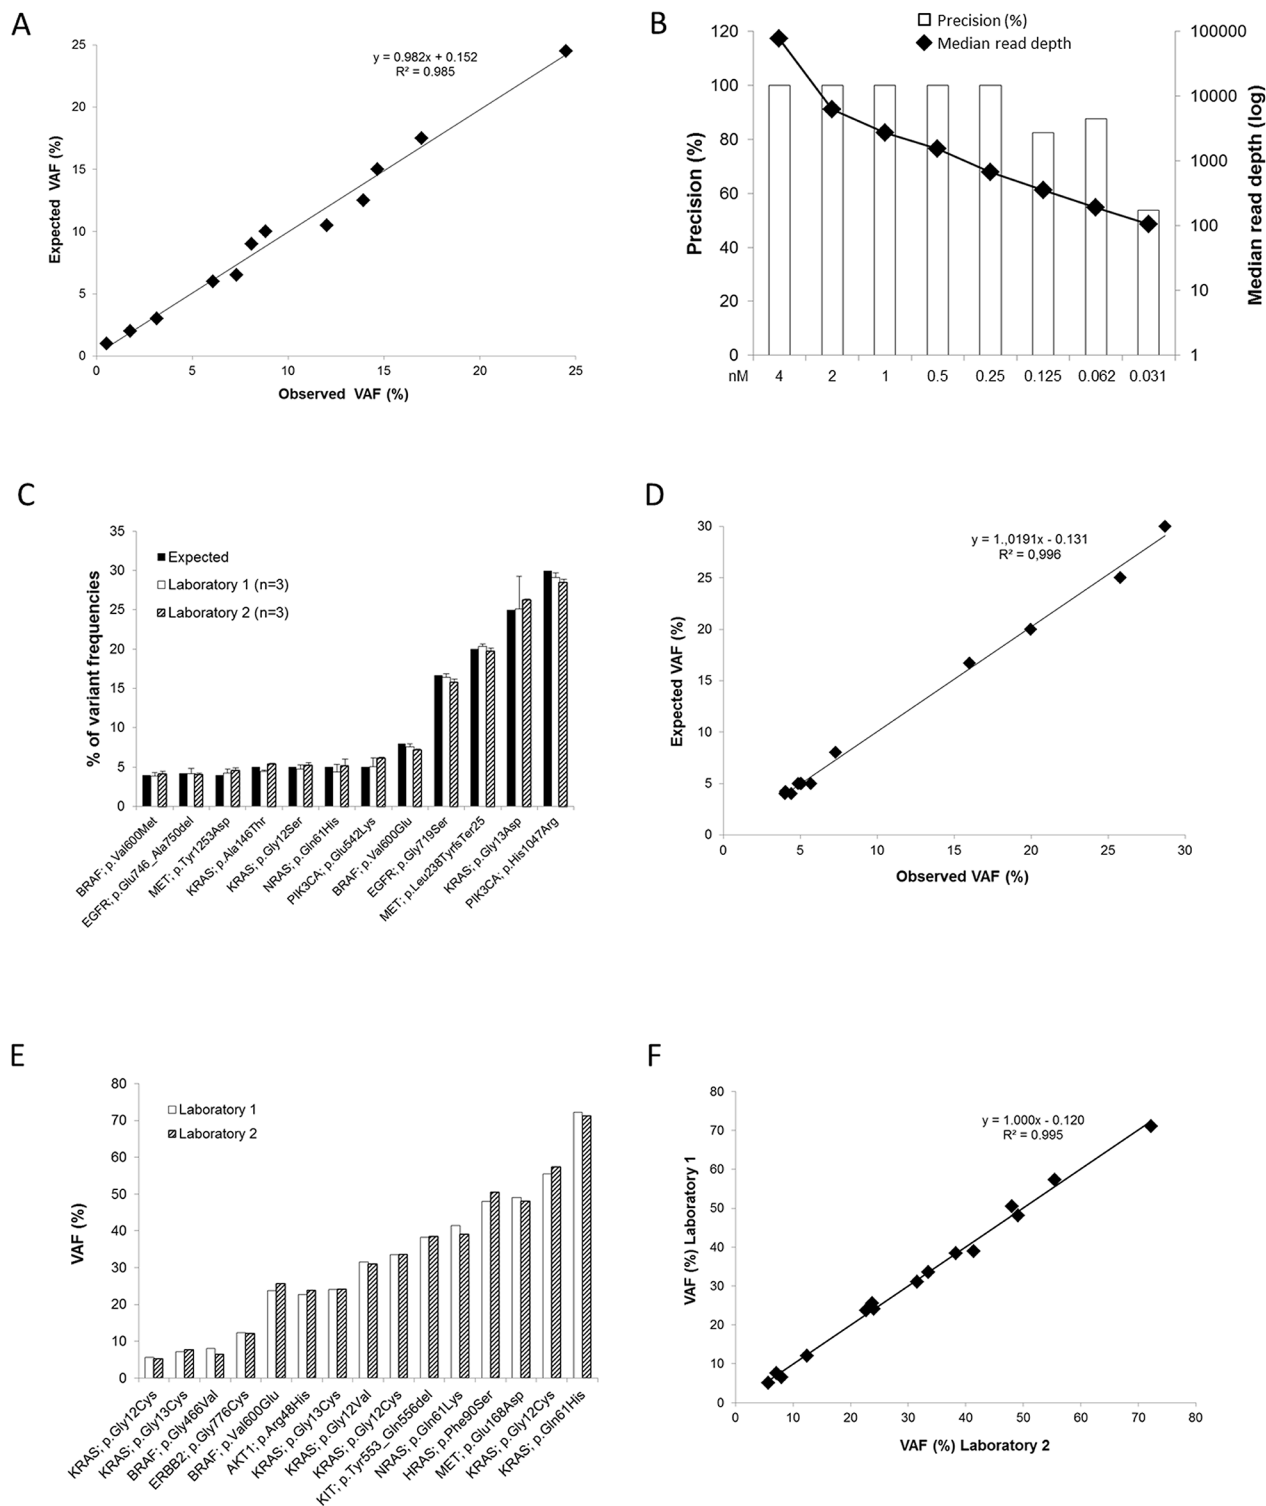 A
25
20
15
10
5
0
0 5 10 15 20 25
Expected VAF (%)
Observed VAF (%)
y = 0.982x + 0.152
R² = 0.985
B
Precision (%)
Median read depth
120
100
80
60
40
20
0
100000
10000
1000
100
10
1
Precision (%)
Median read depth (log)
nM 4 2 1 0.5 0.25 0.125 0.062 0.031
C
35
30
25
20
15
10
5
0
% of variant frequencies
Expected
Laboratory 1 (n=3)
Laboratory 2 (n=3)
BRAF; p.Val600Met
EGFR; p.Glu746_Ala750del
MET; p.Tyr1253Asp
KRAS; p.Ala146Thr
KRAS; p.Gly12Ser
NRAS; p.Gln61His
PIK3CA; p.Glu542Lys
BRAF; p.Val600Glu
EGFR; p.Gly719Ser
MET; p.Leu238TyrfsTer25
KRAS; p.Gly13Asp
PIK3CA; p.His1047Arg
D
30
25
20
15
10
5
0
0 5 10 15 20 25 30
Expected VAF (%)
Observed VAF (%)
y = 1.,0191x - 0.131
R² = 0,996
E
80
70
60
50
40
30
20
10
0
VAF (%)
Laboratory 1
Laboratory 2
KRAS; p.Gly12Cys
KRAS; p.Gly13Cys
BRAF; p.Gly466Val
ERBB2; p.Gly776Cys
BRAF; p.Val600Glu
AKT1; p.Arg48His
KRAS; p.Gly13Cys
KRAS; p.Gly12Val
KRAS; p.Gly12Cys
KIT; p.Tyr553_Gln556del
NRAS; p.Gln61Lys
HRAS; p.Phe90Ser
MET; p.Glu168Asp
KRAS; p.Gly12Cys
KRAS; p.Gln61His
F
80
70
60
50
40
30
20
10
0
0 10 20 30 40 50 60 70 80
VAF (%) Laboratory 1
VAF (%) Laboratory 2
y = 1.000x - 0.120
R² = 0.995